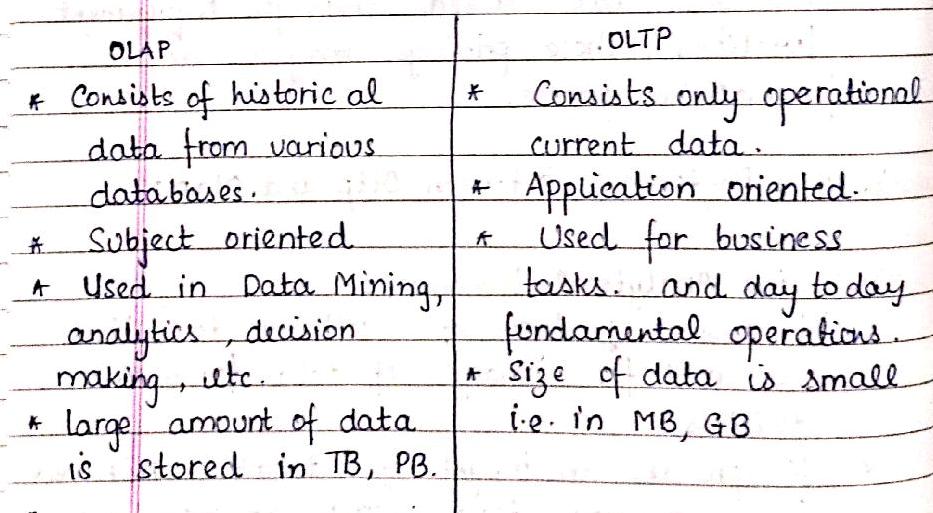 OLAP
* Consists of historical
data from various
databases.
* Subject oriented
* Used in Data Mining,
analytics, decision
making, etc.
* large amount of data
is stored in TB, PB.
OLTP
* Consists only operational
current data.
* Application oriented.
* Used for business
tasks. and day to day
fundamental operations.
* Size of data is small
i.e. in MB, GB